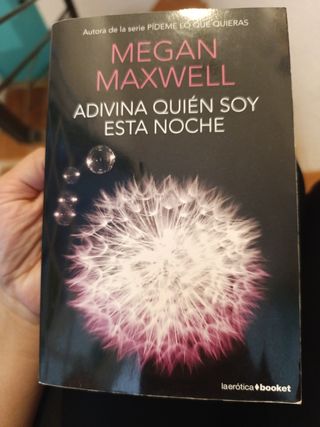 Autora de la serie PÍDEME LO QUE QUIERAS
MEGAN
MAXWELL
ADIVINA QUIÉN SOY
ESTA NOCHE
laerótica booket